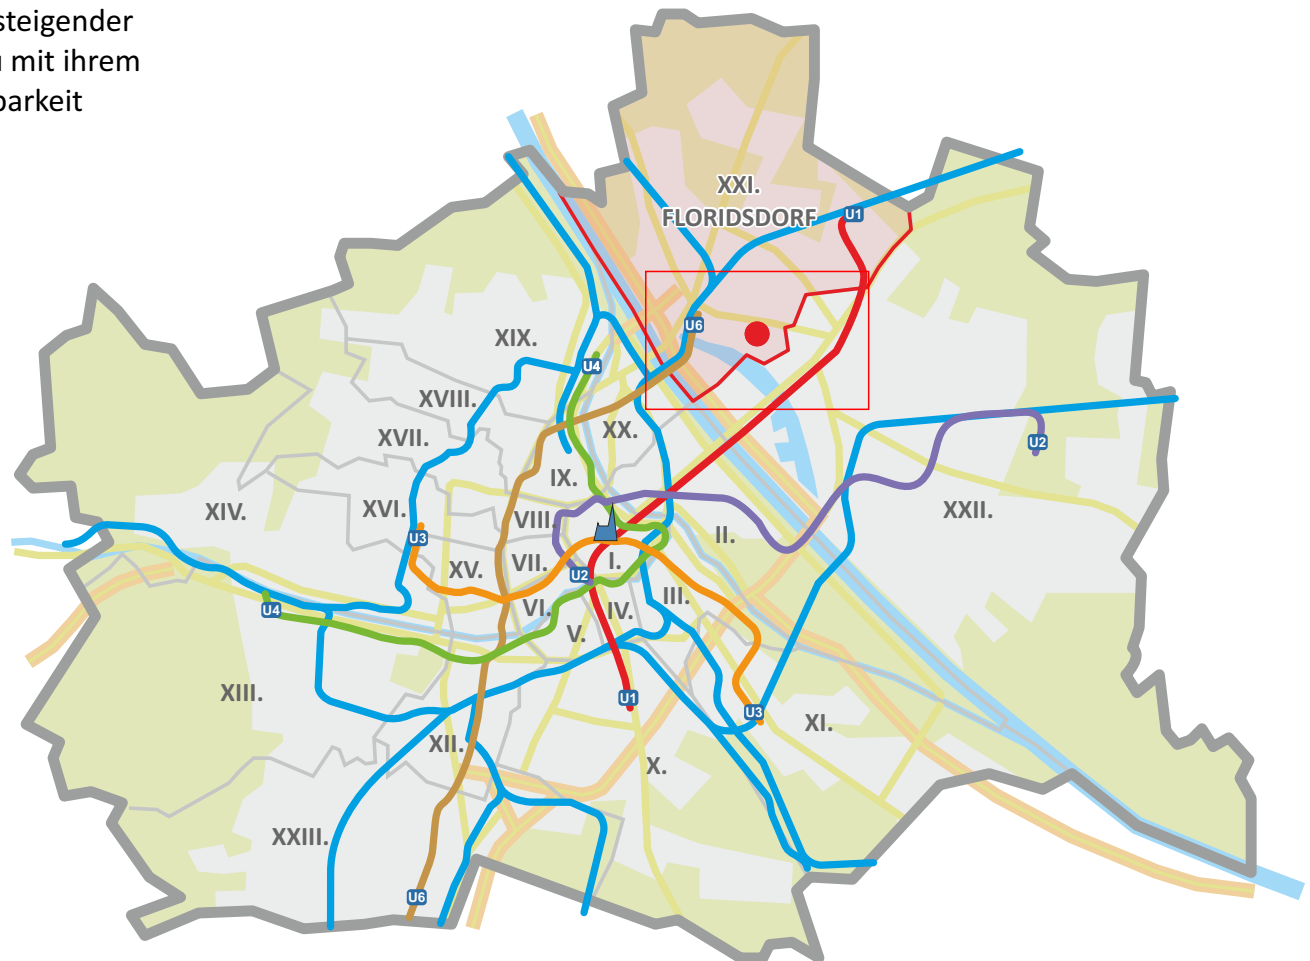 steigender
mit ihrem
barkeit
XXI.
FLORIDSDORF
U1
U6
XIX.
U4
XVIII.
XVII.
XX.
U2
IX.
XIV.
XVI.
VIII.
XXII.
II.
U3
VII.
I.
XV.
U2
III.
U4
VI.
IV.
V.
XIII.
U1
U3
XI.
XII.
X.
XXIII.
U6